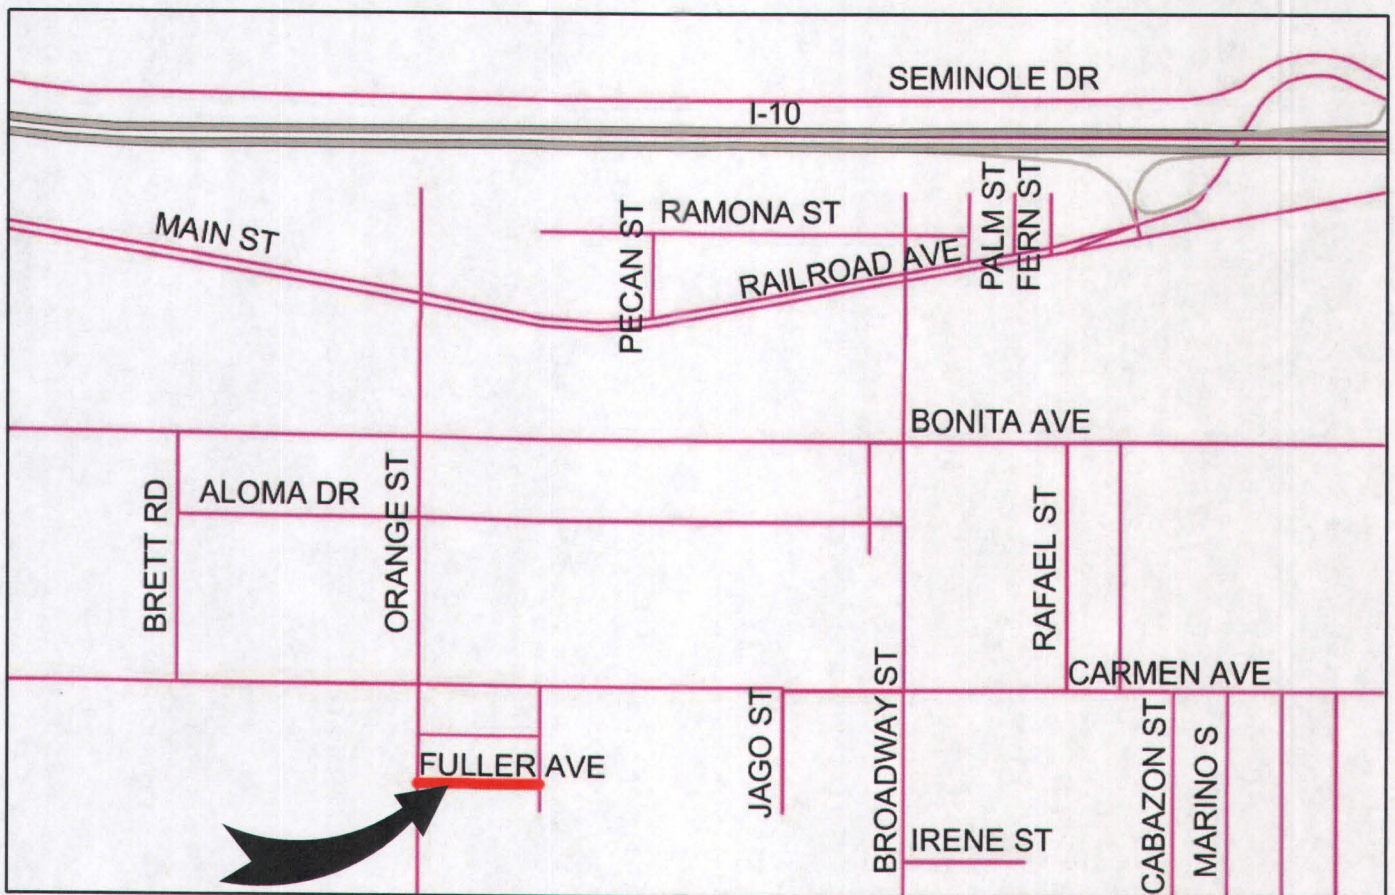 SEMINOLE DR
I-10
MAIN ST
PECAN ST
RAMONA ST
RAILROAD AVE
PALM ST
FERN ST
BONITA AVE
BRETT RD
ALOMA DR
ORANGE ST
RAFAEL ST
CARMEN AVE
FULLER AVE
JAGO ST
BROADWAY ST
IRENE ST
CABAZON ST
MARINO S